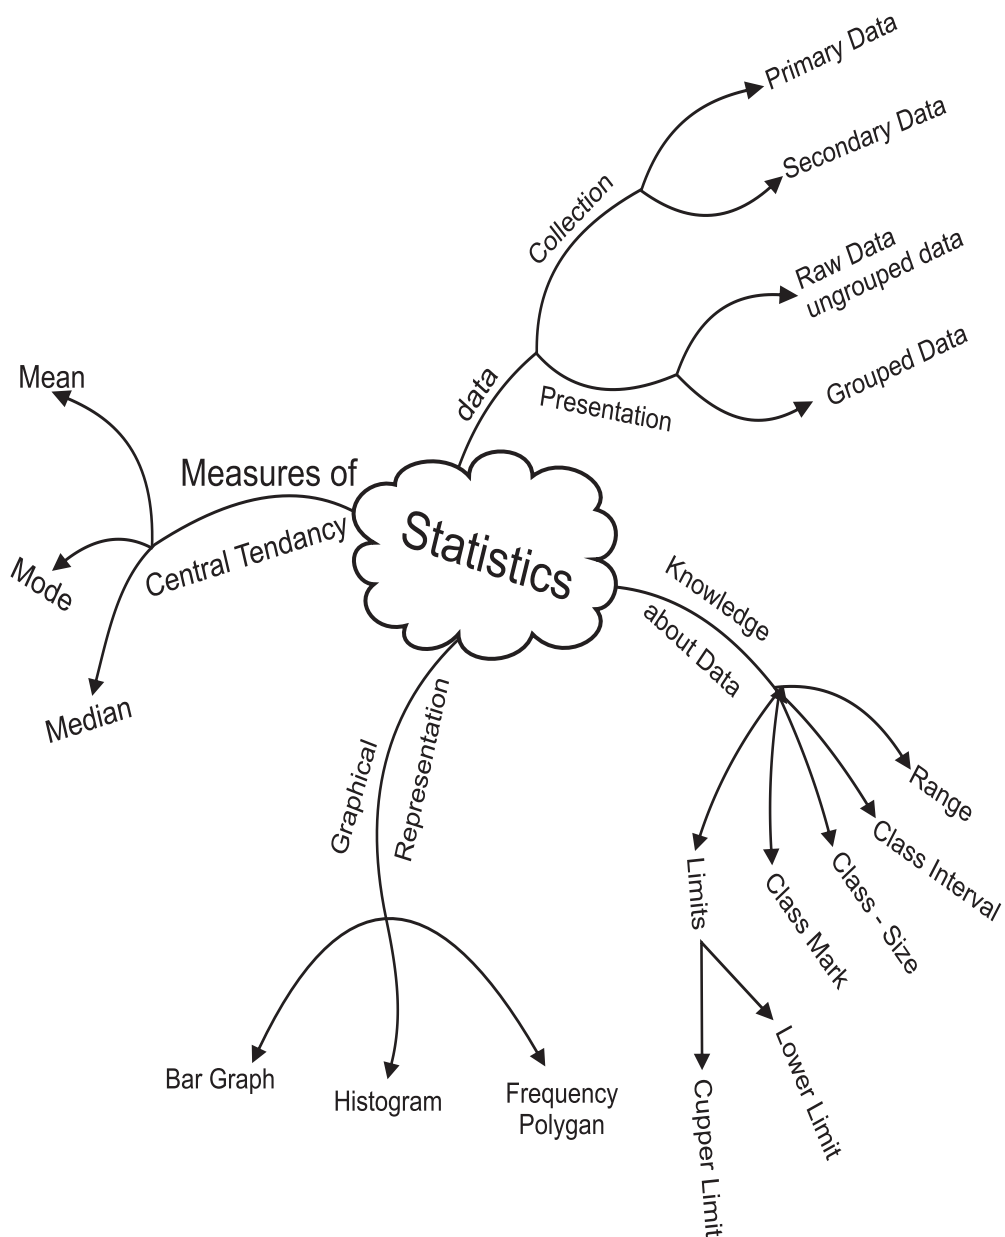 Statistics
data
Collection
Primary Data
Secondary Data
Presentation
Raw Data
ungrouped data
Grouped Data
Knowledge
about Data
Range
Class Interval
Class - Size
Class Mark
Limits
Lower Limit
Cupper Limit
Graphical
Representation
Bar Graph
Histogram
Frequency
Polygan
Measures of
Central Tendancy
Mean
Mode
Median